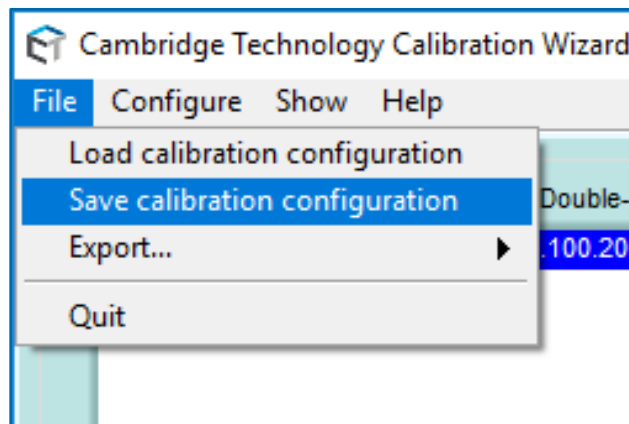 Cambridge Technology Calibration Wizard
File Configure Show Help
Load calibration configuration
Save calibration configuration
Double-
Export...
.100.20
Quit